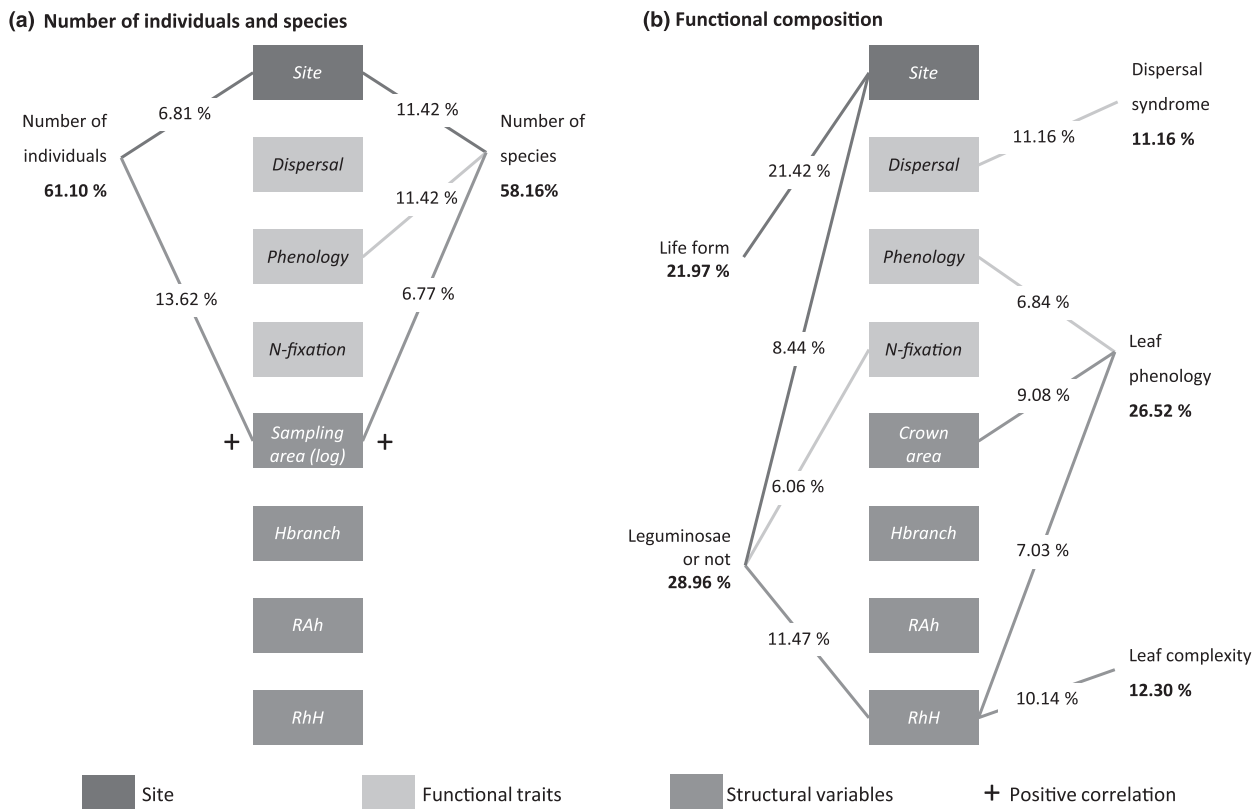 (a) Number of individuals and species
Site
6.81 %
11.42 %
Number of
individuals
61.10 %
Number of
species
58.16%
Dispersal
11.42 %
Phenology
13.62 %
6.77 %
N-fixation
+
Sampling
area (log)
+
Hbranch
RAh
RhH
(b) Functional composition
Site
Dispersal
syndrome
11.16 %
11.16 %
Dispersal
21.42 %
Life form
21.97 %
Phenology
6.84 %
8.44 %
N-fixation
Leaf
phenology
26.52 %
9.08 %
Crown
area
6.06 %
Leguminosae
or not
28.96 %
Hbranch
7.03 %
11.47 %
RAh
Leaf complexity
12.30 %
10.14 %
RhH
Site
Functional traits
Structural variables
+ Positive correlation